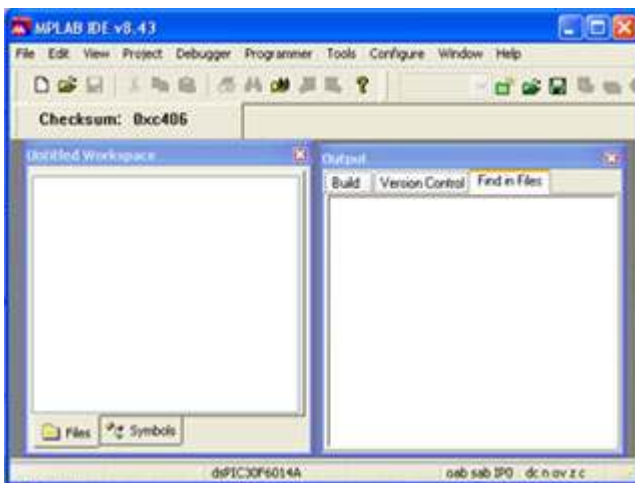 MPLAB IDE v8.43
File Edit View Project Debugger Programmer Tools Configure Window Help
Checksum: 0xc406
Untitled Workspace
Output
Build Version Control Find in Files
Files Symbols
dsPIC30F6014A oab sab IP0 dc n ov z c